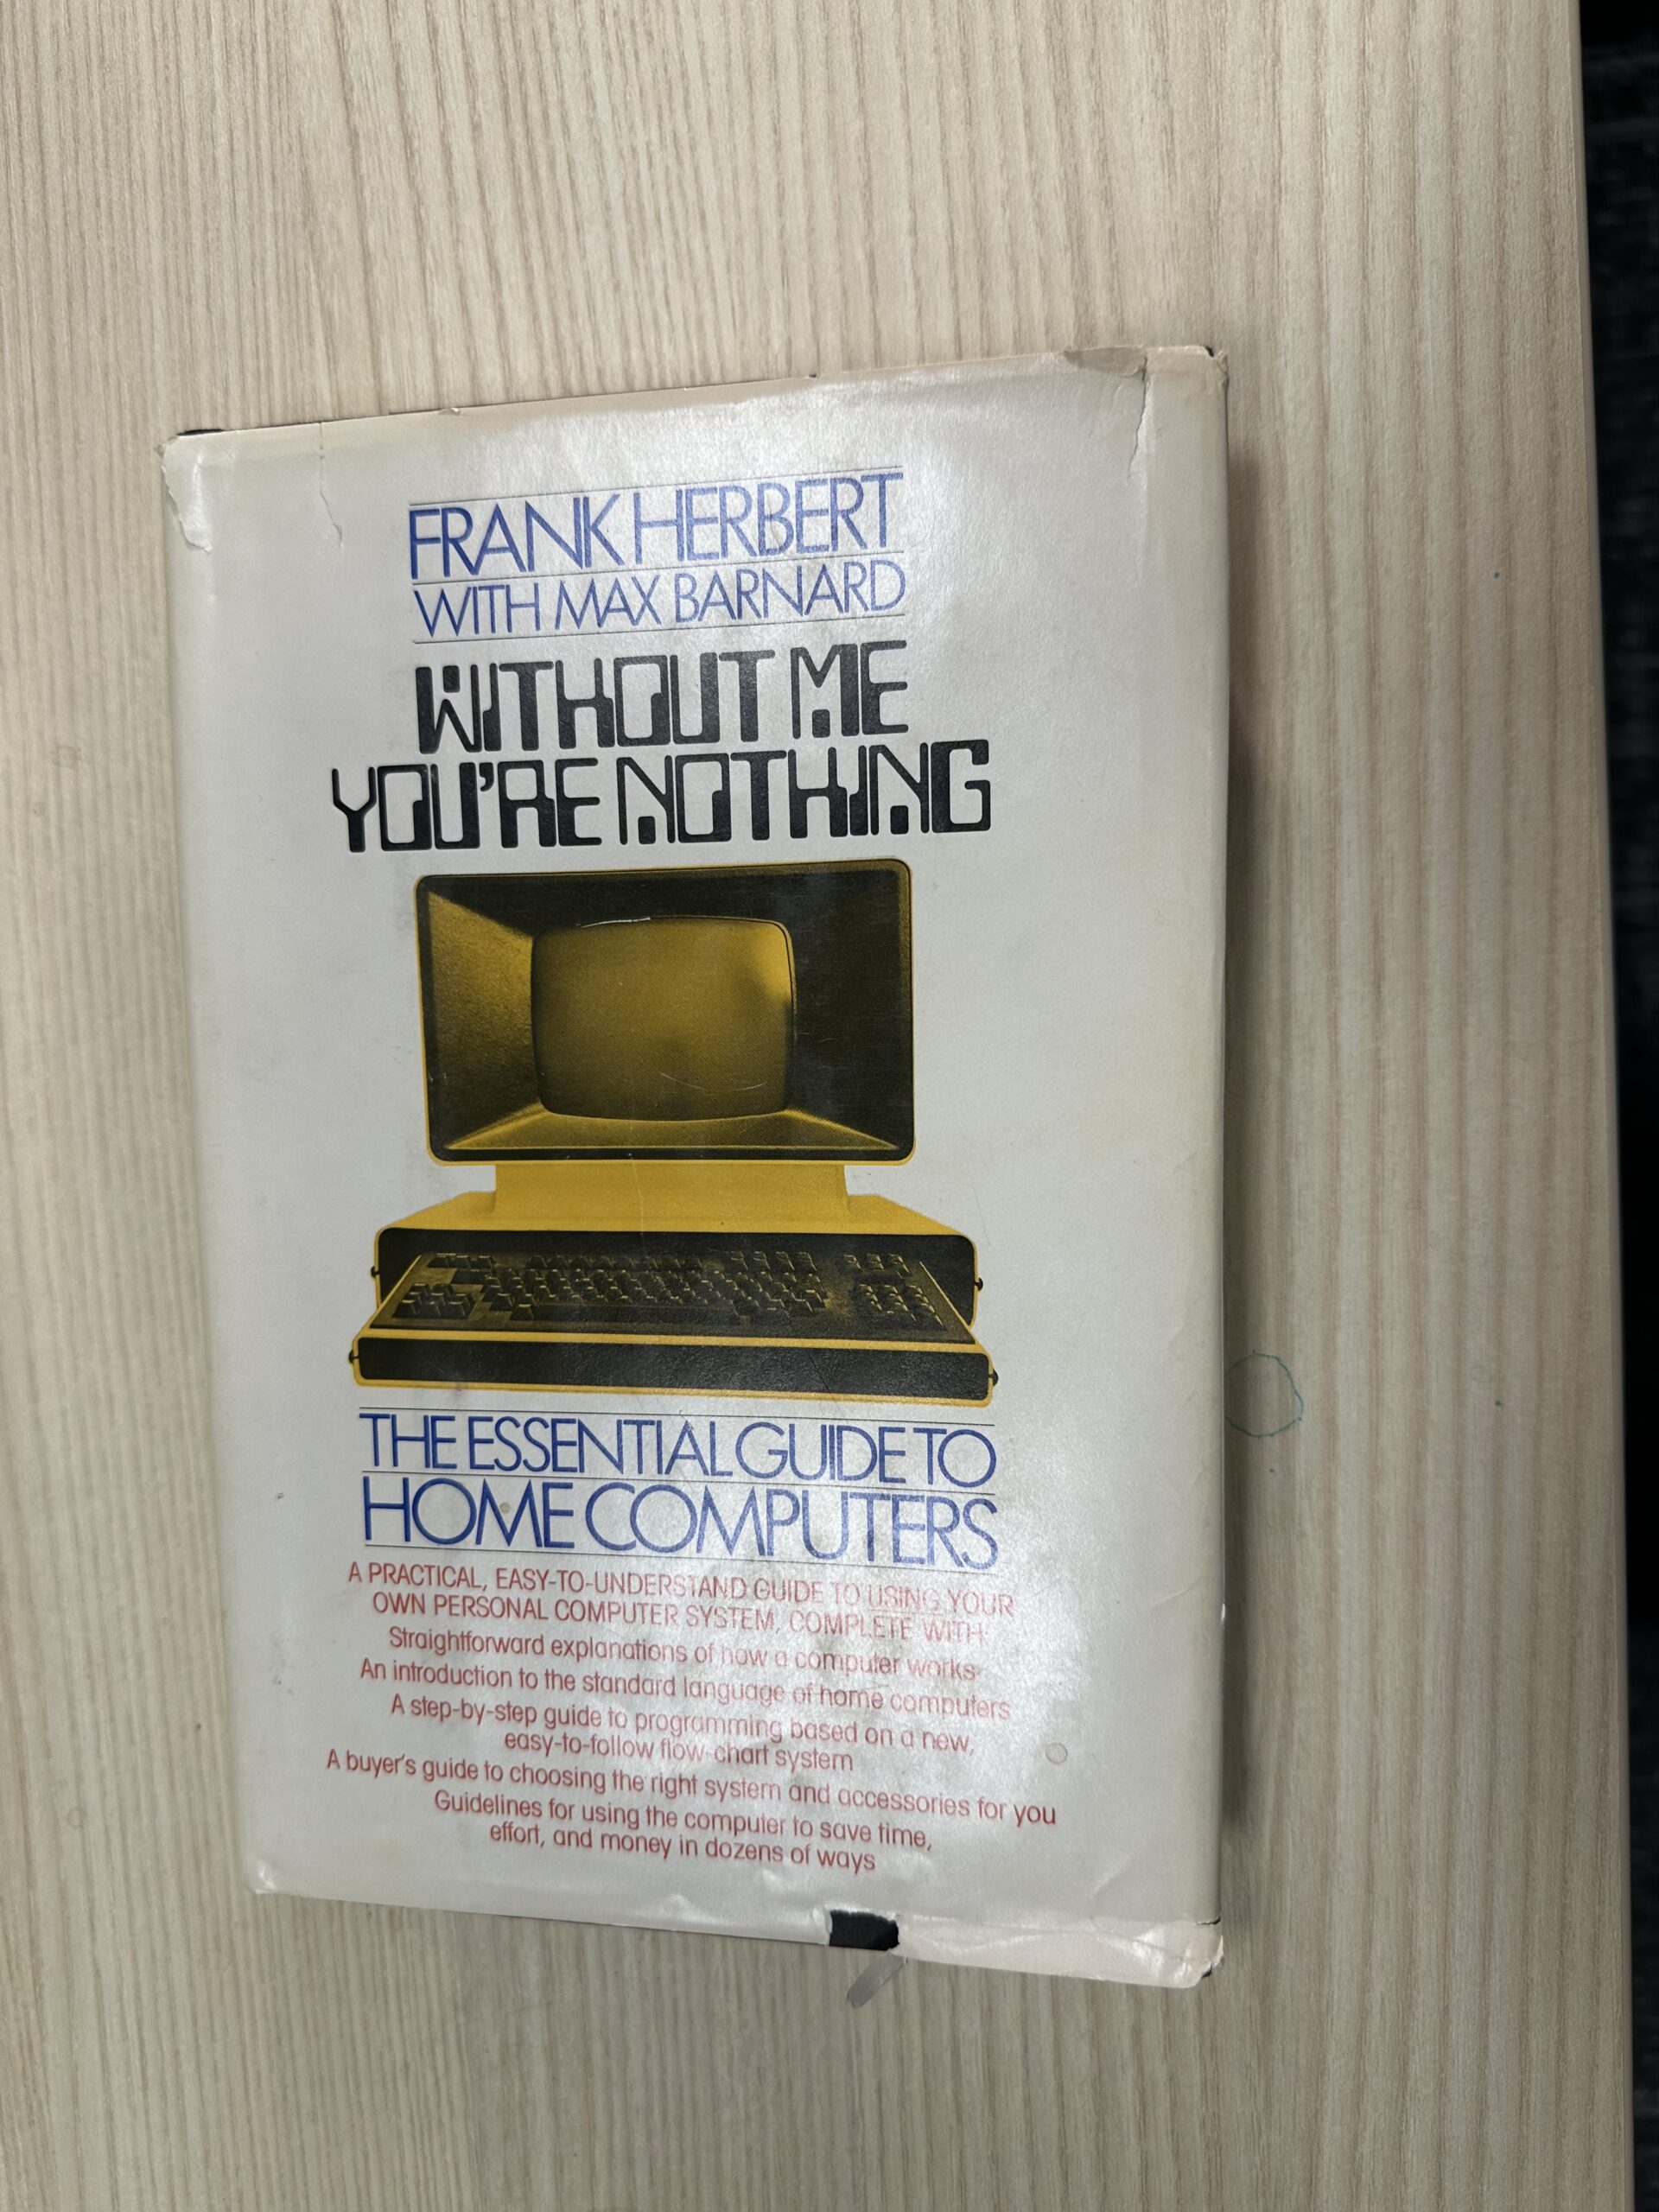 FRANK HERBERT
WITH MAX BARNARD
WITHOUT ME
YOU'RE NOTHING
THE ESSENTIAL GUIDE TO
HOME COMPUTERS
A PRACTICAL, EASY-TO-UNDERSTAND GUIDE TO USING YOUR
OWN PERSONAL COMPUTER SYSTEM, COMPLETE WITH:
Straightforward explanations of how a computer works
An introduction to the standard language of home computers
A step-by-step guide to programming based on a new,
easy-to-follow flow-chart system
A buyer's guide to choosing the right system and accessories for you
Guidelines for using the computer to save time,
effort, and money in dozens of ways